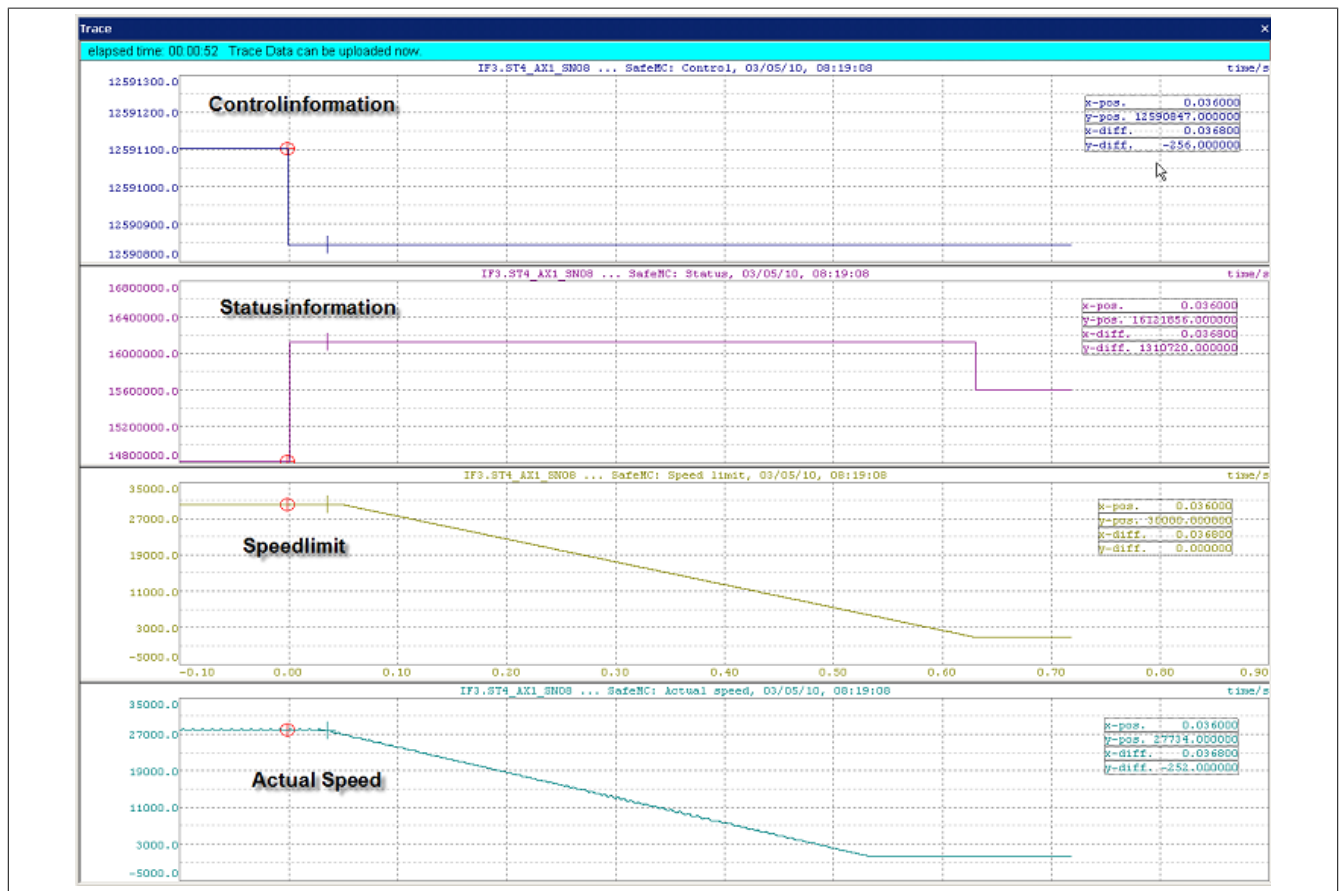 Trace
elapsed time: 00:00:52 Trace Data can be uploaded now.
IF3.ST4_AX1_SN08 ... SafeMC: Control, 03/05/10, 08:19:08 time/s
12591300.0
Controlinformation
12591200.0
12591100.0
12591000.0
12590900.0
12590800.0
x-pos. 0.036000
y-pos. 12590847.000000
x-diff. 0.036800
y-diff. -256.000000
IF3.ST4_AX1_SN08 ... SafeMC: Status, 03/05/10, 08:19:08 time/s
16800000.0
Statusinformation
16400000.0
16000000.0
15600000.0
15200000.0
14800000.0
x-pos. 0.036000
y-pos. 16121856.000000
x-diff. 0.036800
y-diff. 1310720.000000
IF3.ST4_AX1_SN08 ... SafeMC: Speed limit, 03/05/10, 08:19:08 time/s
35000.0
27000.0
Speedlimit
19000.0
11000.0
3000.0
-5000.0
x-pos. 0.036000
y-pos. 30000.000000
x-diff. 0.036800
y-diff. 0.000000
-0.10 0.00 0.10 0.20 0.30 0.40 0.50 0.60 0.70 0.80 0.90
IF3.ST4_AX1_SN08 ... SafeMC: Actual speed, 03/05/10, 08:19:08 time/s
35000.0
27000.0
19000.0
Actual Speed
11000.0
3000.0
-5000.0
x-pos. 0.036000
y-pos. 27734.000000
x-diff. 0.036800
y-diff. -252.000000